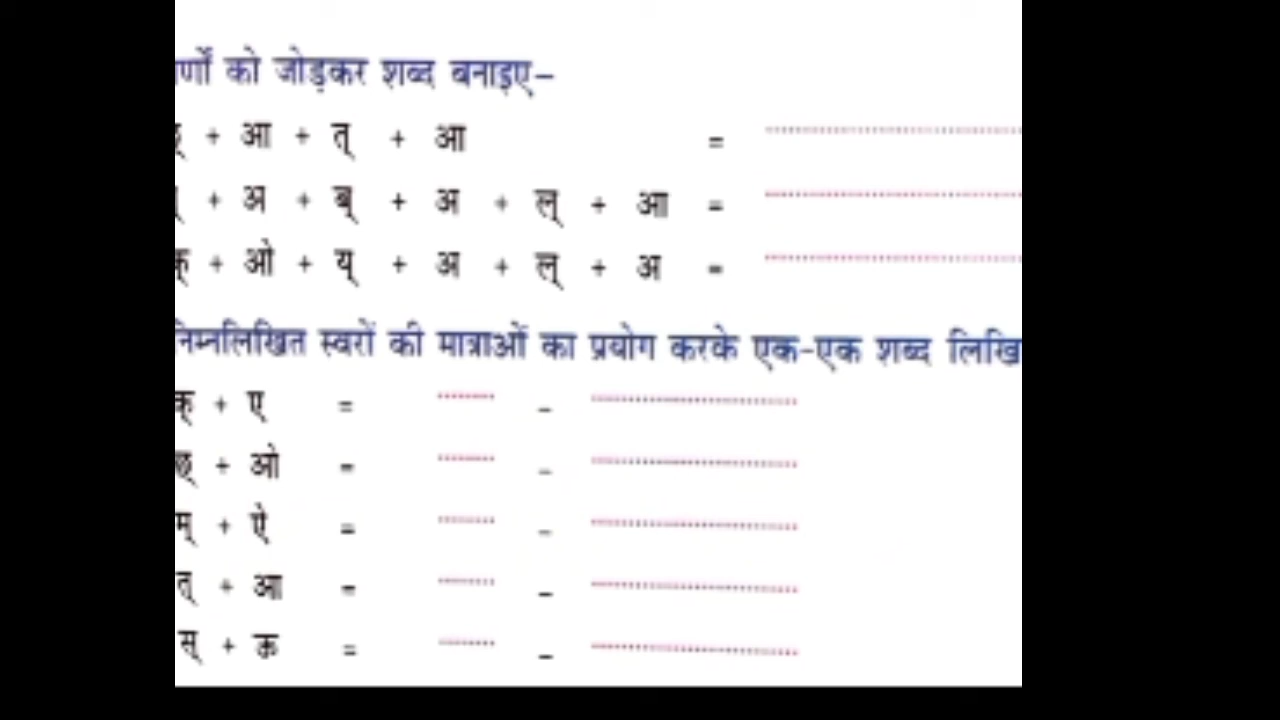 र्णों को जोड़कर शब्द बनाइए–
+ आ + त् + आ =
+ अ + ब् + अ + ल् + आ =
क् + ओ + य् + अ + ल् + अ =
निम्नलिखित स्वरों की मात्राओं का प्रयोग करके एक-एक शब्द लिखि
क् + ए = –
छ् + ओ = –
म् + ऐ = –
त् + आ = –
स् + ऊ = –